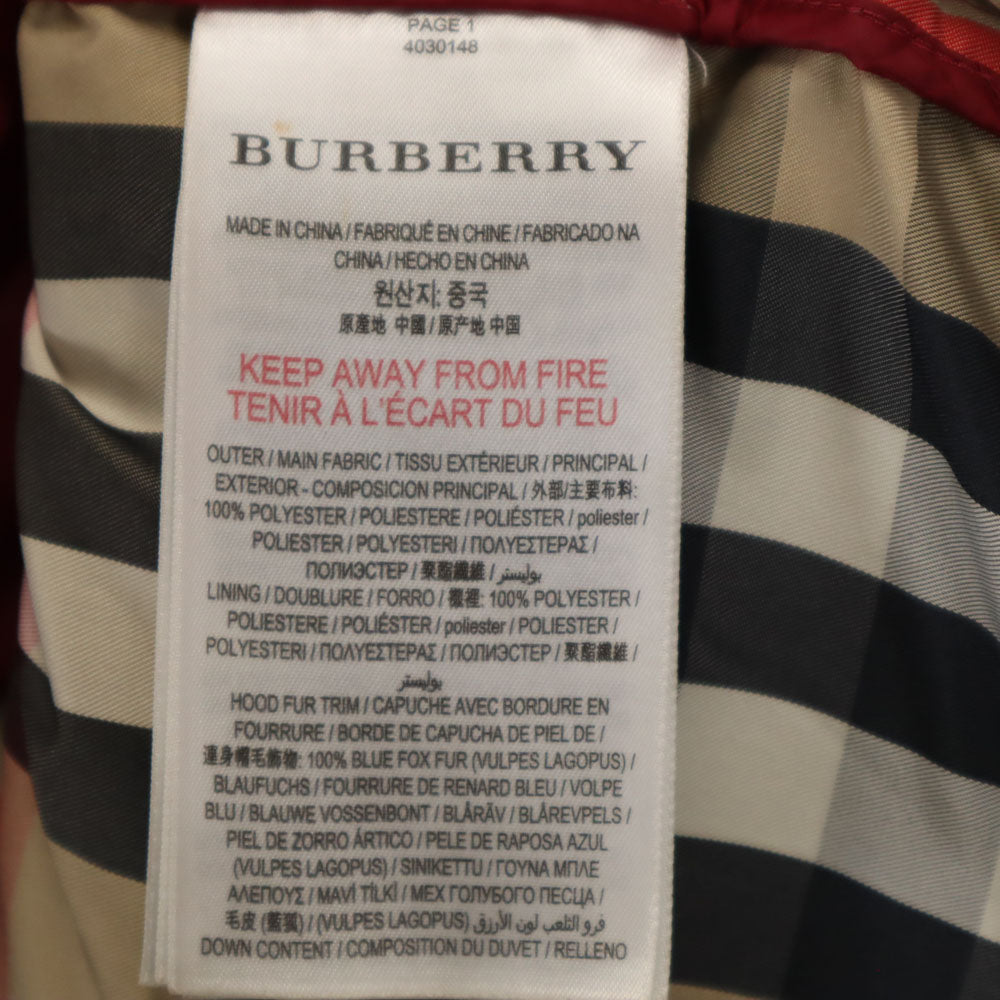 PAGE 1
4030148
BURBERRY
MADE IN CHINA / FABRIQUÉ EN CHINE / FABRICADO NA
CHINA / HECHO EN CHINA
원산지: 중국
原產地 中國 / 原产地 中国
KEEP AWAY FROM FIRE
TENIR À L'ÉCART DU FEU
OUTER / MAIN FABRIC / TISSU EXTÉRIEUR / PRINCIPAL /
EXTERIOR - COMPOSICION PRINCIPAL / 外部/主要布料:
100% POLYESTER / POLIESTERE / POLIÉSTER / poliester /
POLIESTER / POLYESTERI / ΠΟΛΥΕΣΤΕΡΑΣ /
ПОЛИЭСТЕР / 聚酯纖維 / بوليستر
LINING / DOUBLURE / FORRO / 襯裡: 100% POLYESTER /
POLIESTERE / POLIÉSTER / poliester / POLIESTER /
POLYESTERI / ΠΟΛΥΕΣΤΕΡΑΣ / ПОЛИЭСТЕР / 聚酯纖維 /
بوليستر
HOOD FUR TRIM / CAPUCHE AVEC BORDURE EN
FOURRURE / BORDE DE CAPUCHA DE PIEL DE /
連身帽毛飾物: 100% BLUE FOX FUR (VULPES LAGOPUS) /
BLAUFUCHS / FOURRURE DE RENARD BLEU / VOLPE
BLU / BLAUWE VOSSENBONT / BLÅRÄV / BLÅREVPELS /
PIEL DE ZORRO ÁRTICO / PELE DE RAPOSA AZUL
(VULPES LAGOPUS) / SINIKETTU / ΓΟΥΝΑ ΜΠΛΕ
ΑΛΕΠΟΥΣ / MAVİ TİLKİ / МЕХ ГОЛУБОГО ПЕСЦА /
毛皮 (藍狐) / (VULPES LAGOPUS) فرو الثعلب لون الأزرق /
DOWN CONTENT / COMPOSITION DU DUVET / RELLENO